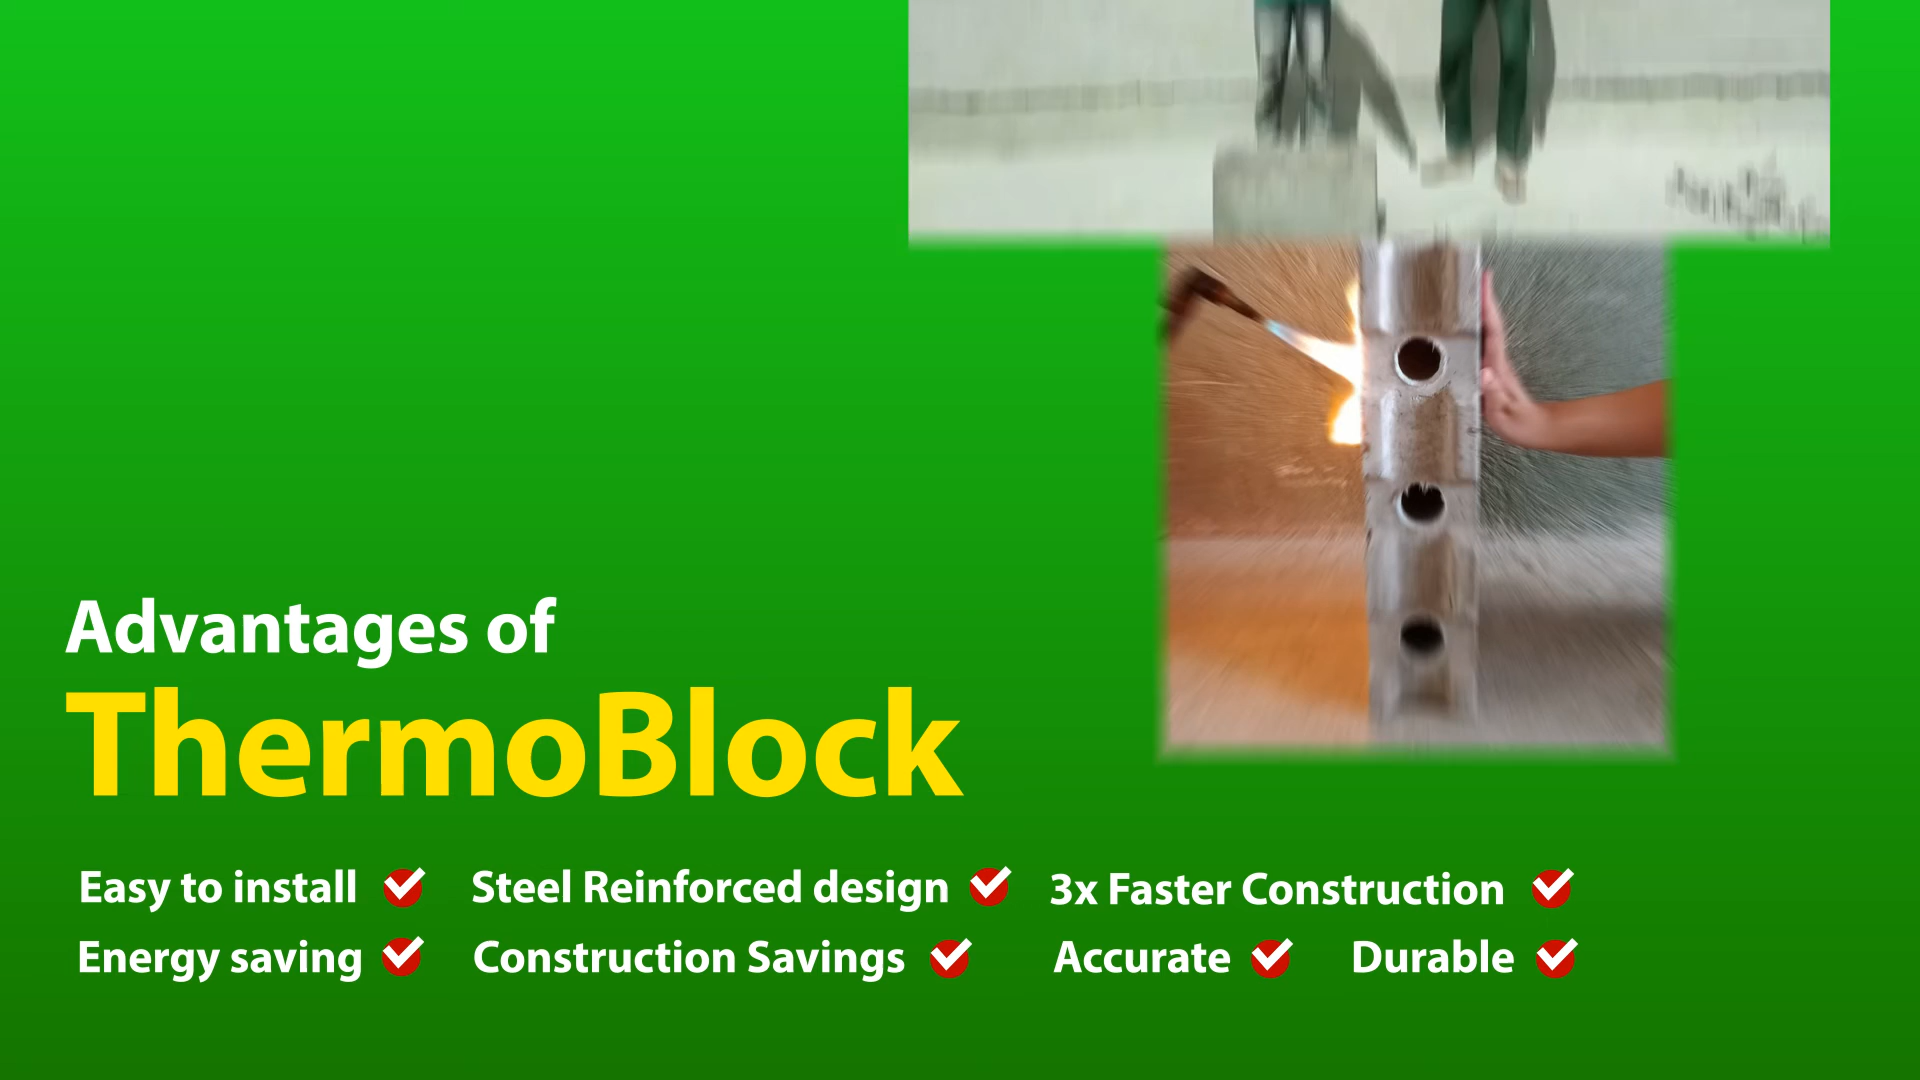 Advantages of
ThermoBlock
Easy to install Steel Reinforced design 3x Faster Construction
Energy saving Construction Savings Accurate Durable